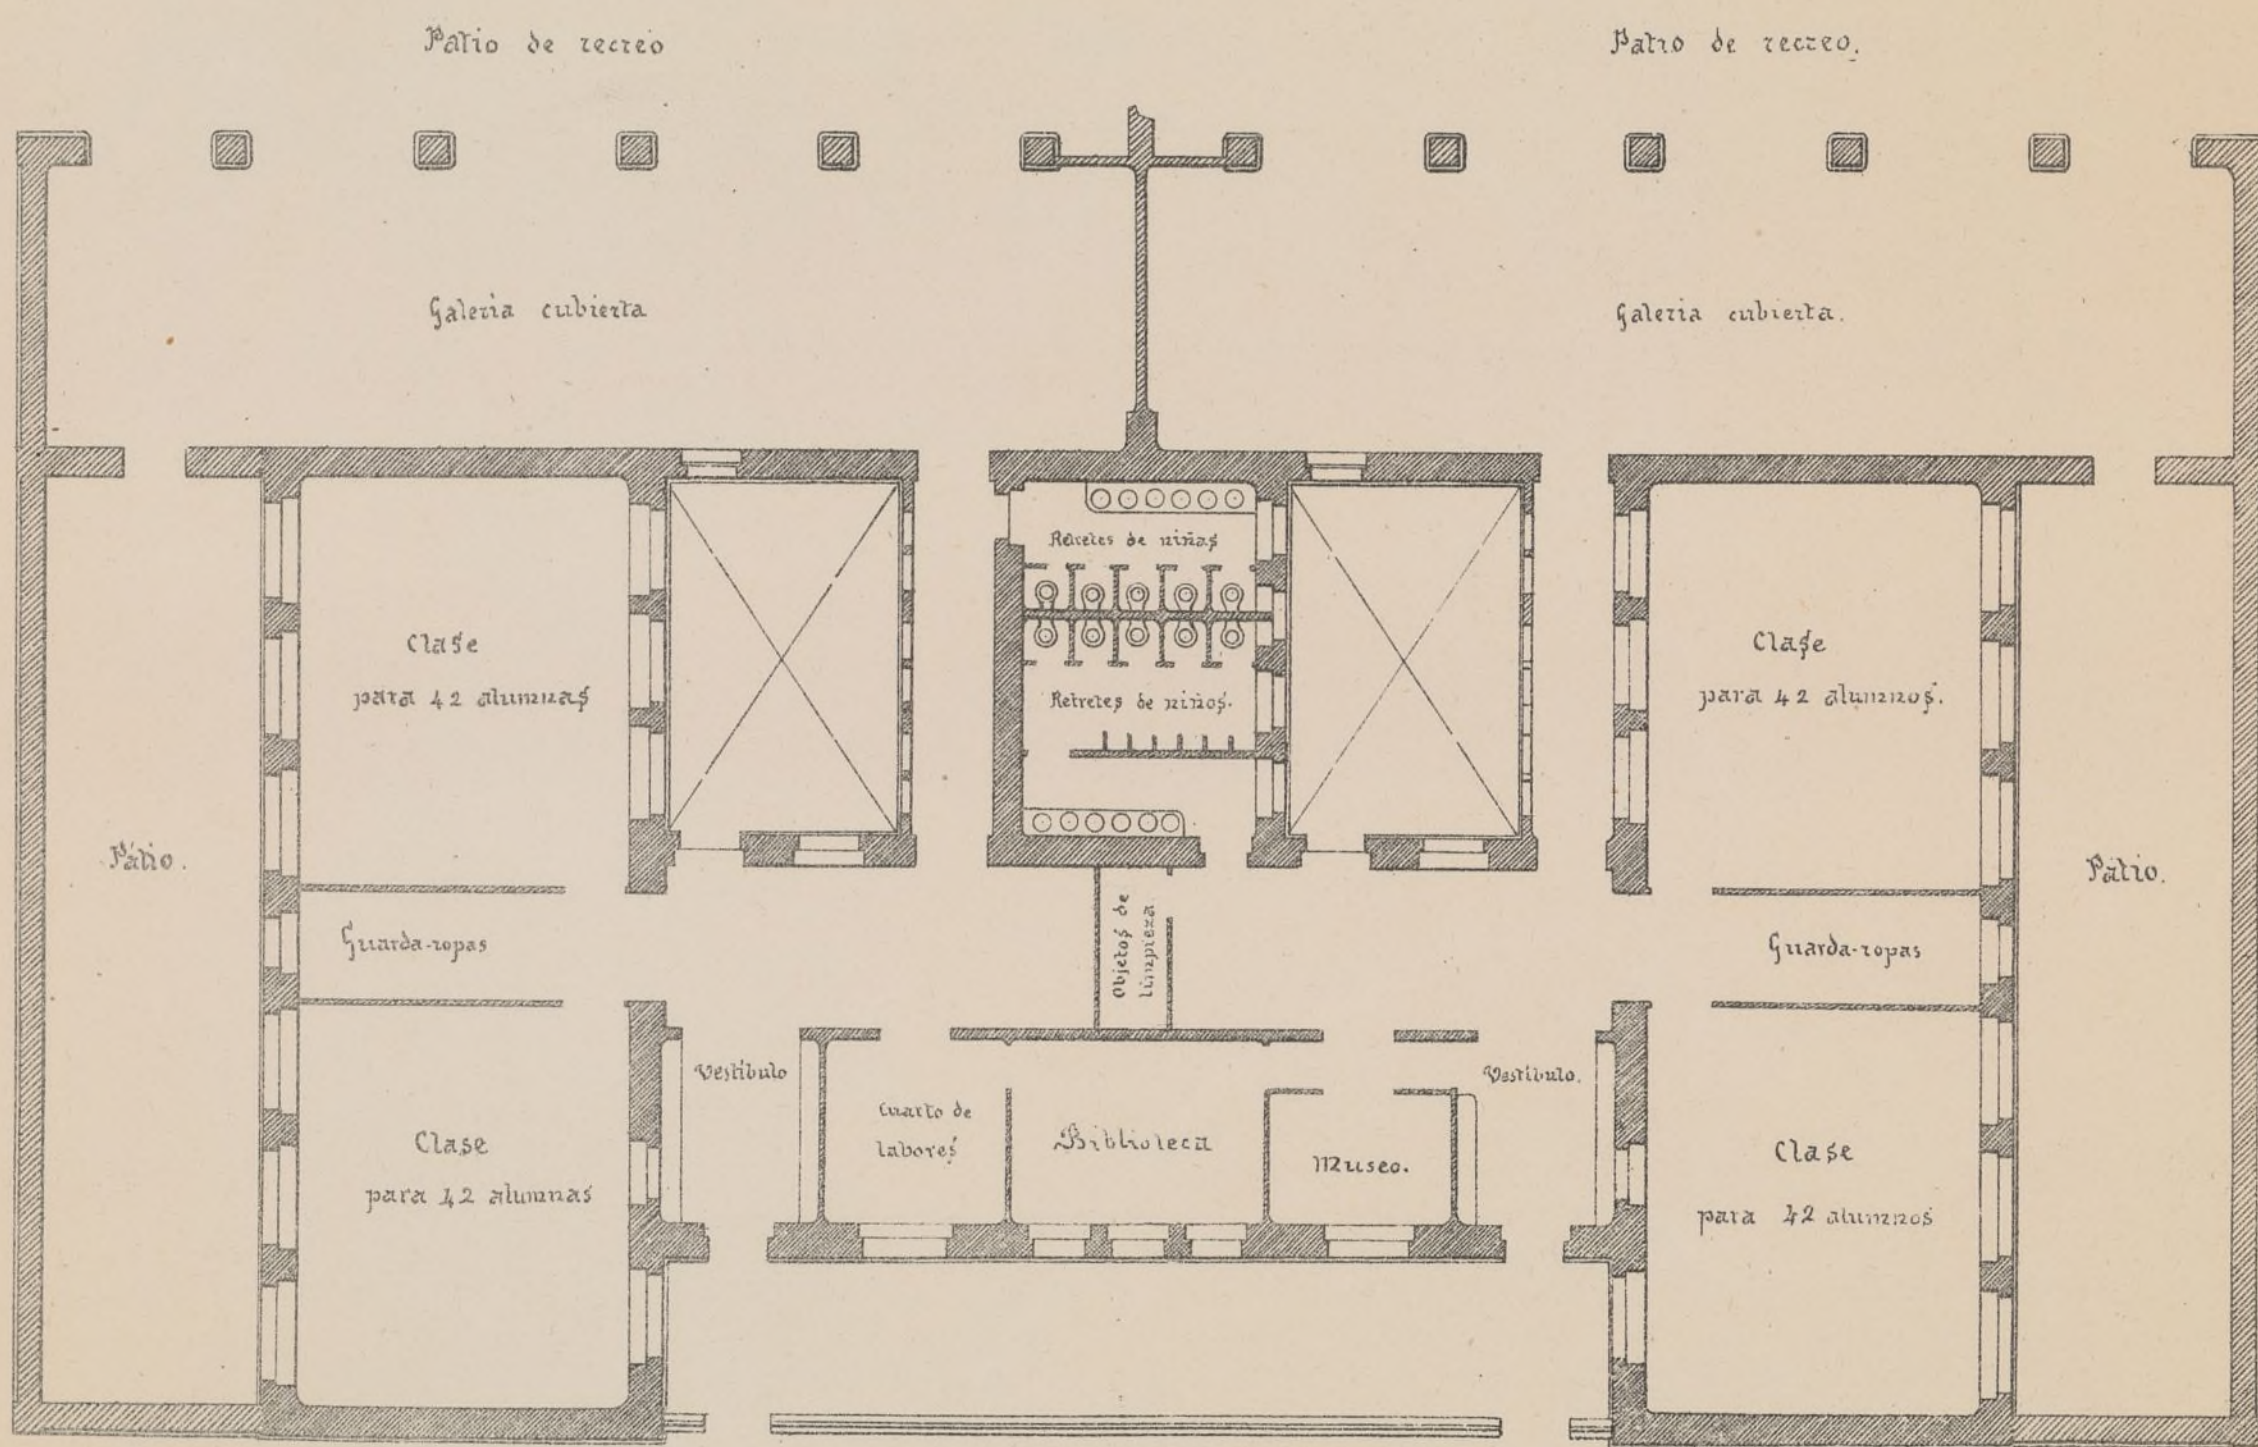 Patio de recreo
Patio de recreo.
Galeria cubierta
Galeria cubierta.
Retretes de niñas
Clase
para 42 alumnas
Retretes de niños.
Clase
para 42 alumnos.
Patio.
Patio.
Guarda-ropas
Objetos de
limpieza
Guarda-ropas
Vestíbulo
Cuarto de
labores
Biblioteca
Museo.
Vestíbulo.
Clase
para 42 alumnas
Clase
para 42 alumnos